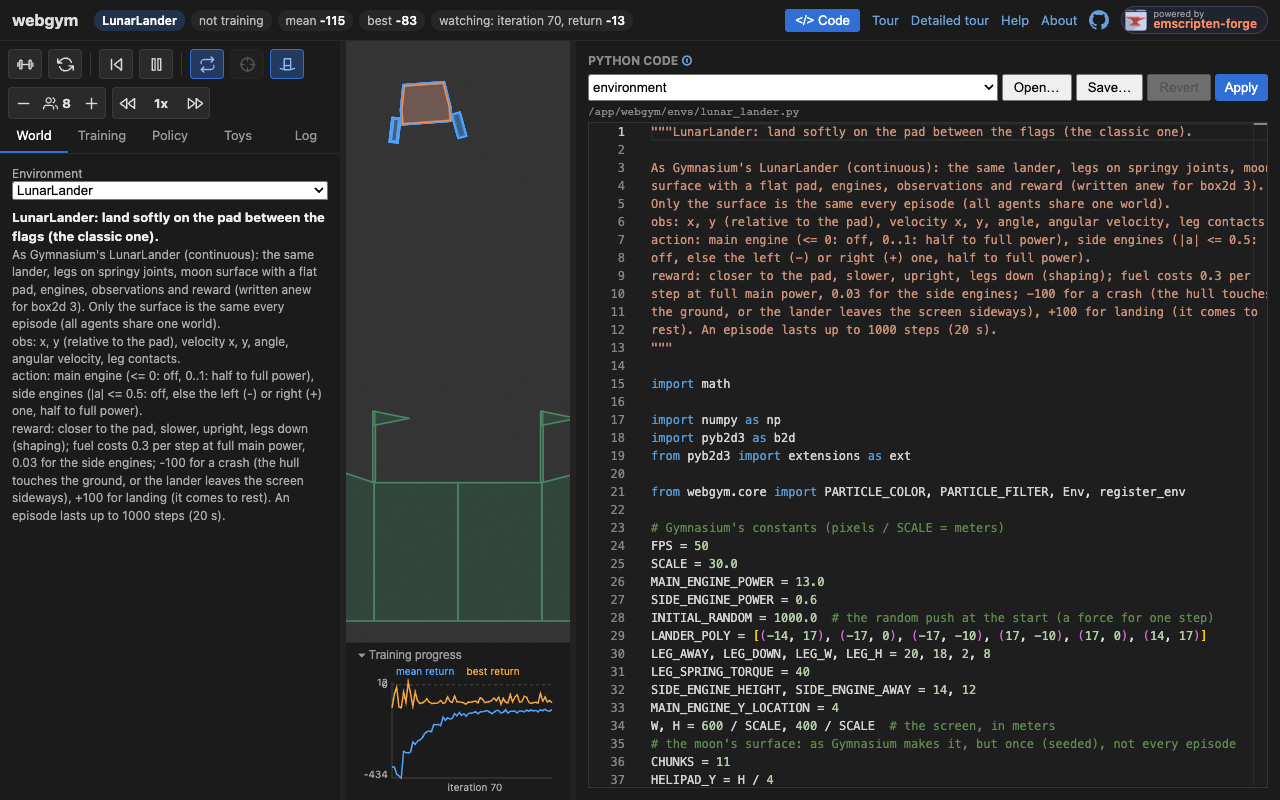 webgym
LunarLander
not training
mean -115
best -83
watching: iteration 70, return -13
</> Code
Tour
Detailed tour
Help
About
powered by
emscripten-forge
8
1x
World
Training
Policy
Toys
Log
Environment
LunarLander
LunarLander: land softly on the pad between the
flags (the classic one).
As Gymnasium's LunarLander (continuous): the same
lander, legs on springy joints, moon surface with a flat
pad, engines, observations and reward (written anew
for box2d 3). Only the surface is the same every
episode (all agents share one world).
obs: x, y (relative to the pad), velocity x, y, angle,
angular velocity, leg contacts.
action: main engine (<= 0: off, 0..1: half to full power),
side engines (|a| <= 0.5: off, else the left (-) or right (+)
one, half to full power).
reward: closer to the pad, slower, upright, legs down
(shaping); fuel costs 0.3 per step at full main power,
0.03 for the side engines; -100 for a crash (the hull
touches the ground, or the lander leaves the screen
sideways), +100 for landing (it comes to rest). An
episode lasts up to 1000 steps (20 s).
Training progress
mean return
best return
0
-434
iteration 70
PYTHON CODE
environment
Open...
Save...
Revert
Apply
/app/webgym/envs/lunar_lander.py
1 """LunarLander: land softly on the pad between the flags (the classic one).
2
3 As Gymnasium's LunarLander (continuous): the same lander, legs on springy joints, moon
4 surface with a flat pad, engines, observations and reward (written anew for box2d 3).
5 Only the surface is the same every episode (all agents share one world).
6 obs: x, y (relative to the pad), velocity x, y, angle, angular velocity, leg contacts
7 action: main engine (<= 0: off, 0..1: half to full power), side engines (|a| <= 0.5:
8 off, else the left (-) or right (+) one, half to full power).
9 reward: closer to the pad, slower, upright, legs down (shaping); fuel costs 0.3 per
10 step at full main power, 0.03 for the side engines; -100 for a crash (the hull touches
11 the ground, or the lander leaves the screen sideways), +100 for landing (it comes to
12 rest). An episode lasts up to 1000 steps (20 s).
13 """
14
15 import math
16
17 import numpy as np
18 import pyb2d3 as b2d
19 from pyb2d3 import extensions as ext
20
21 from webgym.core import PARTICLE_COLOR, PARTICLE_FILTER, Env, register_env
22
23 # Gymnasium's constants (pixels / SCALE = meters)
24 FPS = 50
25 SCALE = 30.0
26 MAIN_ENGINE_POWER = 13.0
27 SIDE_ENGINE_POWER = 0.6
28 INITIAL_RANDOM = 1000.0 # the random push at the start (a force for one step)
29 LANDER_POLY = [(-14, 17), (-17, 0), (-17, -10), (17, -10), (17, 0), (14, 17)]
30 LEG_AWAY, LEG_DOWN, LEG_W, LEG_H = 20, 18, 2, 8
31 LEG_SPRING_TORQUE = 40
32 SIDE_ENGINE_HEIGHT, SIDE_ENGINE_AWAY = 14, 12
33 MAIN_ENGINE_Y_LOCATION = 4
34 W, H = 600 / SCALE, 400 / SCALE # the screen, in meters
35 # the moon's surface: as Gymnasium makes it, but once (seeded), not every episode
36 CHUNKS = 11
37 HELIPAD_Y = H / 4